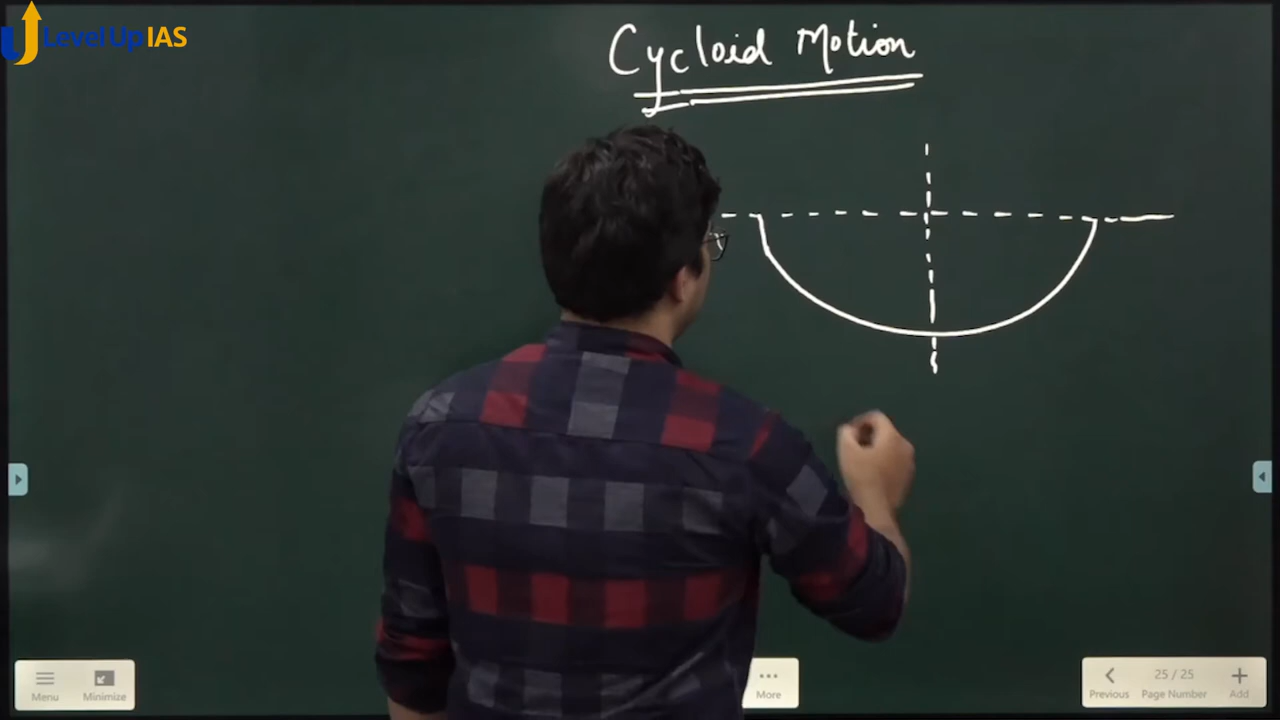 Level Up IAS
Cycloid Motion
Menu
Minimize
More
Previous
25 / 25
Page Number
Add